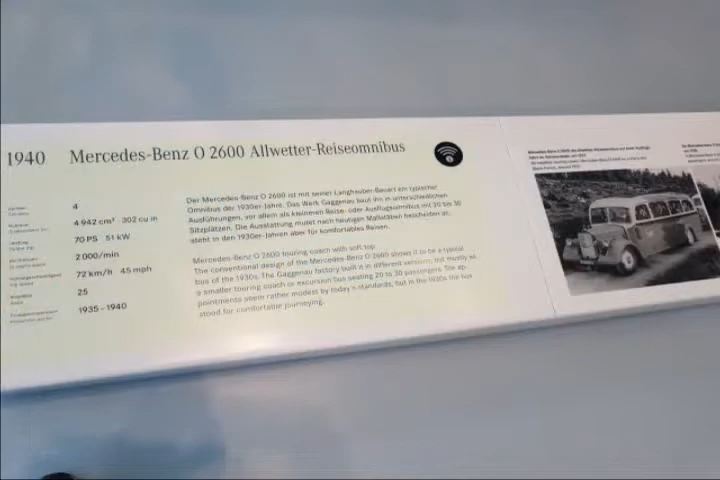 1940 Mercedes-Benz O 2600 Allwetter-Reiseomnibus
4
4 942 cm³ 302 cu in
70 PS 51 kW
2 000/min
72 km/h 45 mph
25
1935 – 1940
Der Mercedes-Benz O 2600 ist mit seiner Langhauber-Bauart ein typischer
Omnibus der 1930er-Jahre. Das Werk Gaggenau baut ihn in unterschiedlichen
Ausführungen, vor allem als kleineren Reise- oder Ausflugsomnibus mit 20 bis 30
Sitzplätzen. Die Ausstattung mutet nach heutigen Maßstäben bescheiden an,
steht in den 1930er-Jahren aber für komfortables Reisen.
Mercedes-Benz O 2600 touring coach with soft top
The conventional design of the Mercedes-Benz O 2600 shows it to be a typical
bus of the 1930s. The Gaggenau factory built it in different versions, but mostly as
a smaller touring coach or excursion bus seating 20 to 30 passengers. The ap-
pointments seem rather modest by today's standards, but in the 1930s the bus
stood for comfortable journeying.